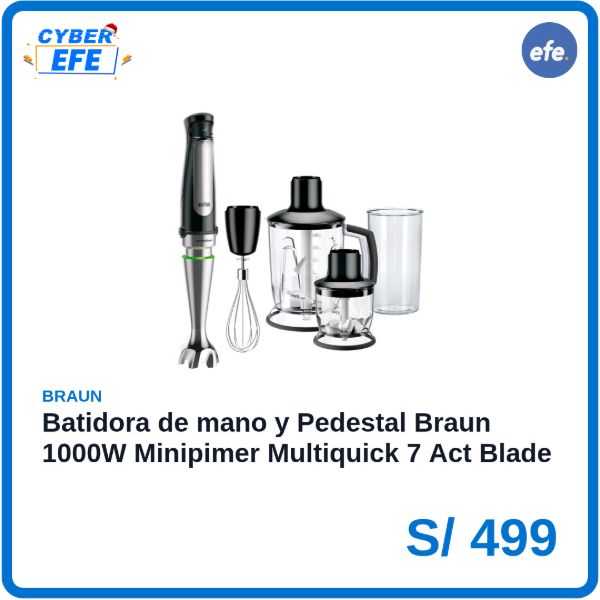 CYBER
EFE
efe.
BRAUN
Batidora de mano y Pedestal Braun
1000W Minipimer Multiquick 7 Act Blade
S/ 499